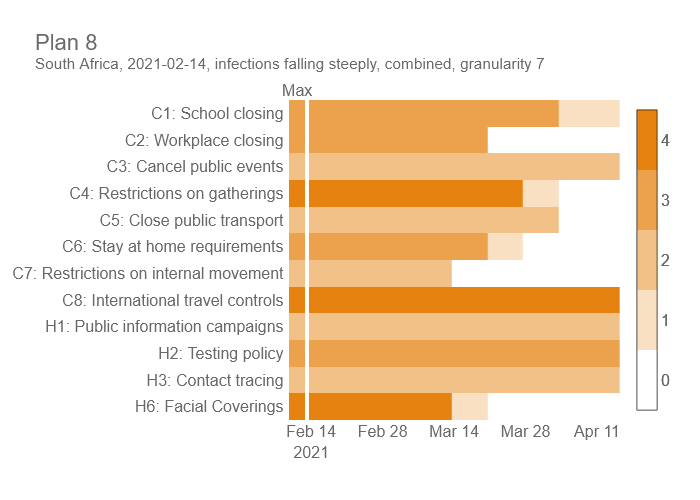 Plan 8
South Africa, 2021-02-14, infections falling steeply, combined, granularity 7
Max
C1: School closing
C2: Workplace closing
C3: Cancel public events
C4: Restrictions on gatherings
C5: Close public transport
C6: Stay at home requirements
C7: Restrictions on internal movement
C8: International travel controls
H1: Public information campaigns
H2: Testing policy
H3: Contact tracing
H6: Facial Coverings
4
3
2
1
0
Feb 14 Feb 28 Mar 14 Mar 28 Apr 11
2021